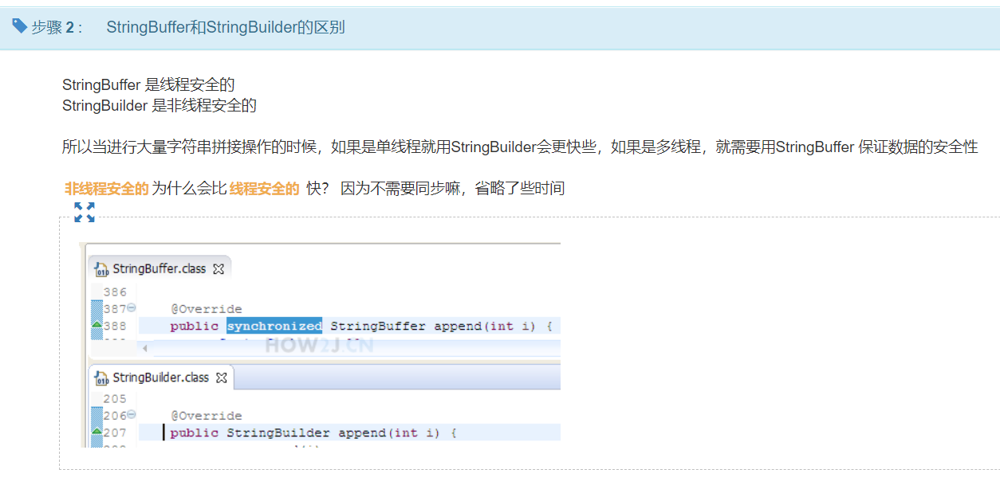 步骤 2 : StringBuffer和StringBuilder的区别
StringBuffer 是线程安全的
StringBuilder 是非线程安全的
所以当进行大量字符串拼接操作的时候，如果是单线程就用StringBuilder会更快些，如果是多线程，就需要用StringBuffer 保证数据的安全性
非线程安全的 为什么会比 线程安全的 快？ 因为不需要同步嘛，省略了些时间
StringBuffer.class
386
387 @Override
388 public synchronized StringBuffer append(int i) {
HOW2J.CN
StringBuilder.class
205
206 @Override
207 public StringBuilder append(int i) {